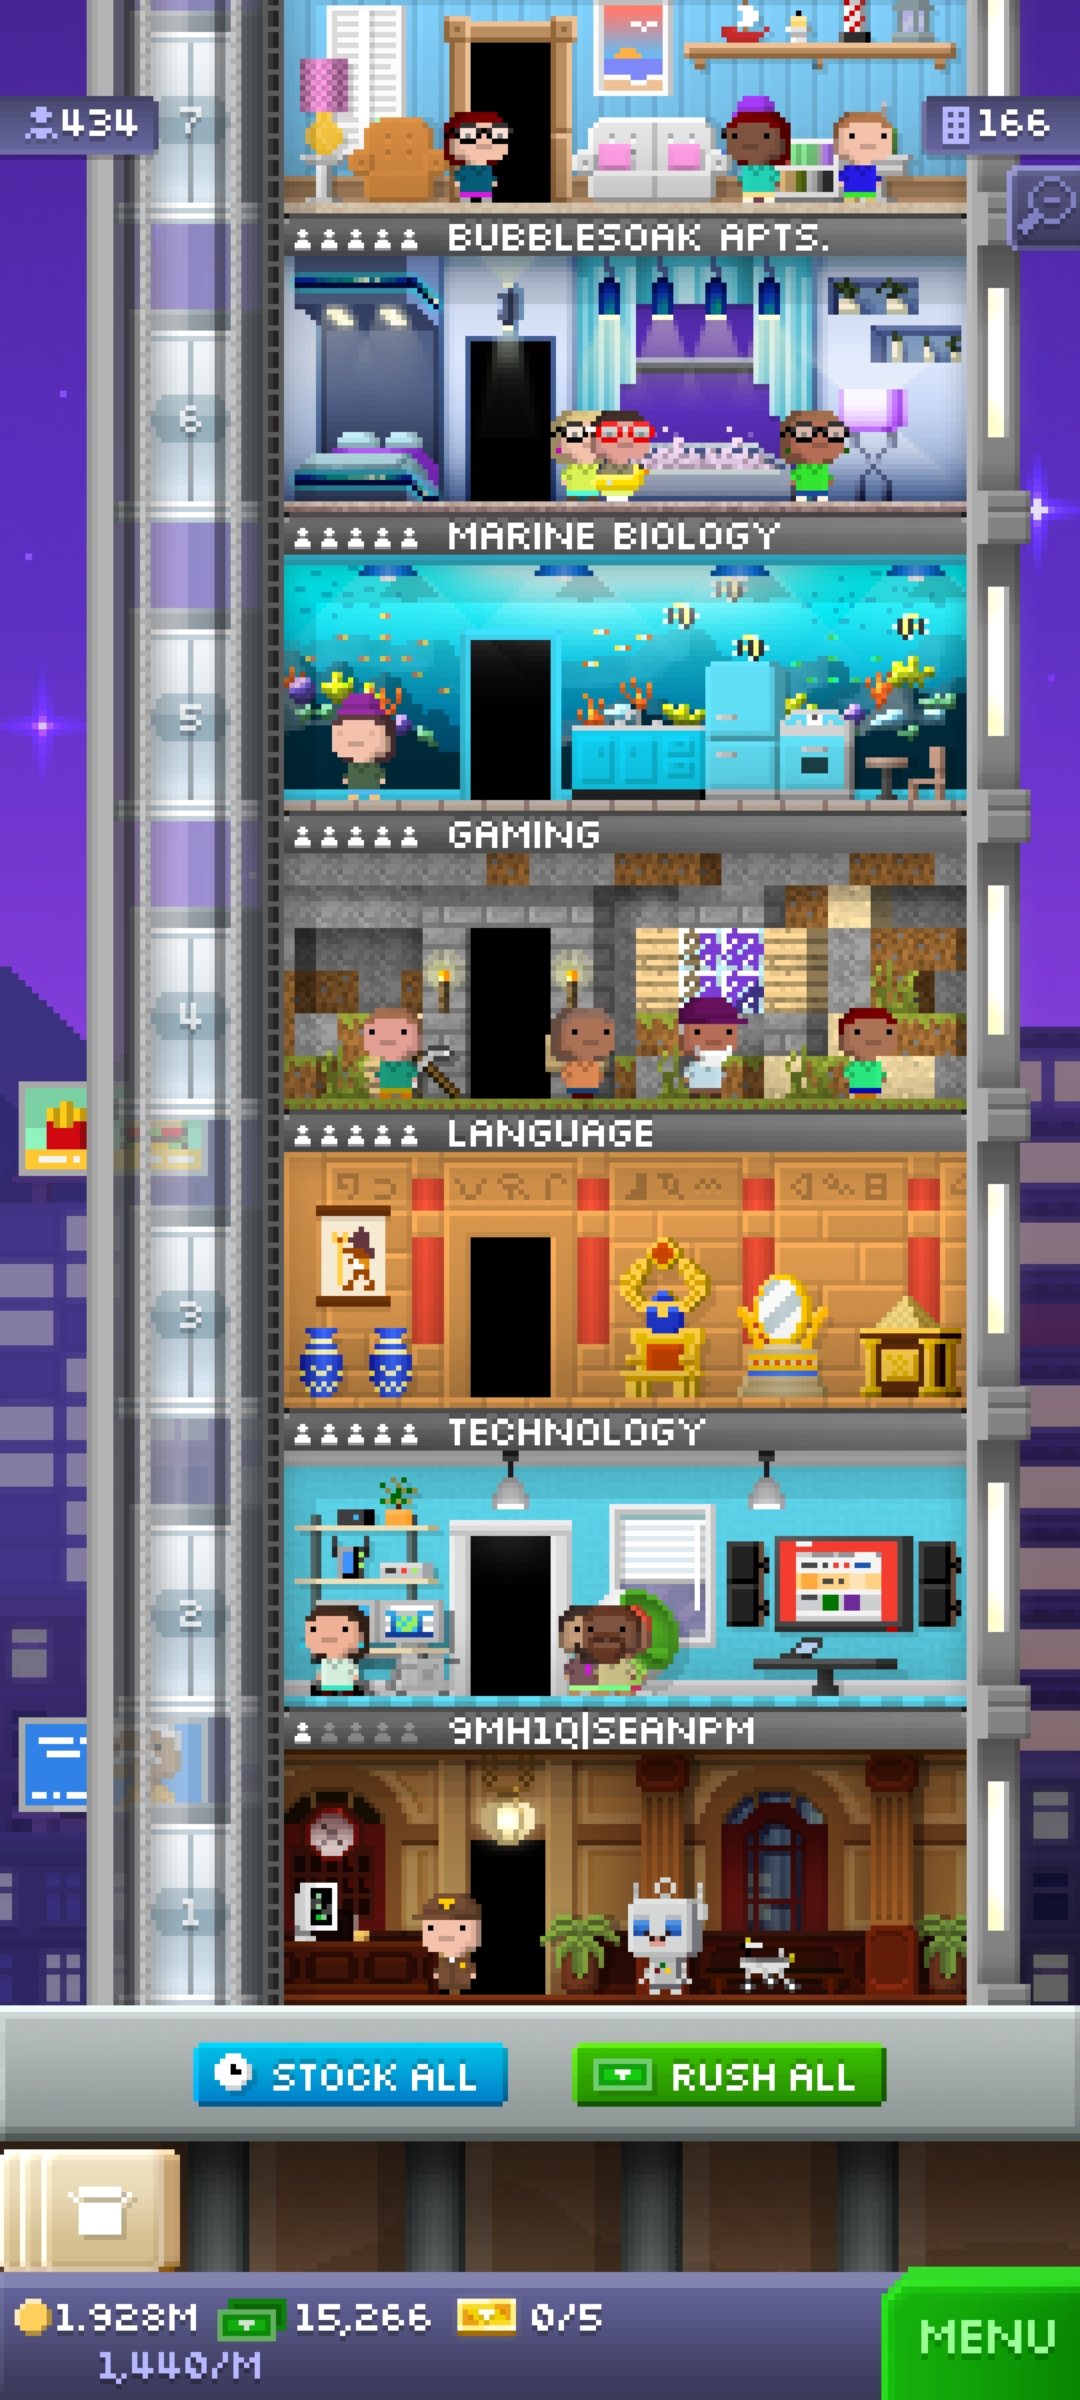 434
7
166
BUBBLESOAK APTS.
6
MARINE BIOLOGY
5
GAMING
4
LANGUAGE
3
TECHNOLOGY
2
9MH1Q|SEANPM
1
STOCK ALL
RUSH ALL
1.928M
15,266
0/5
1,440/M
MENU